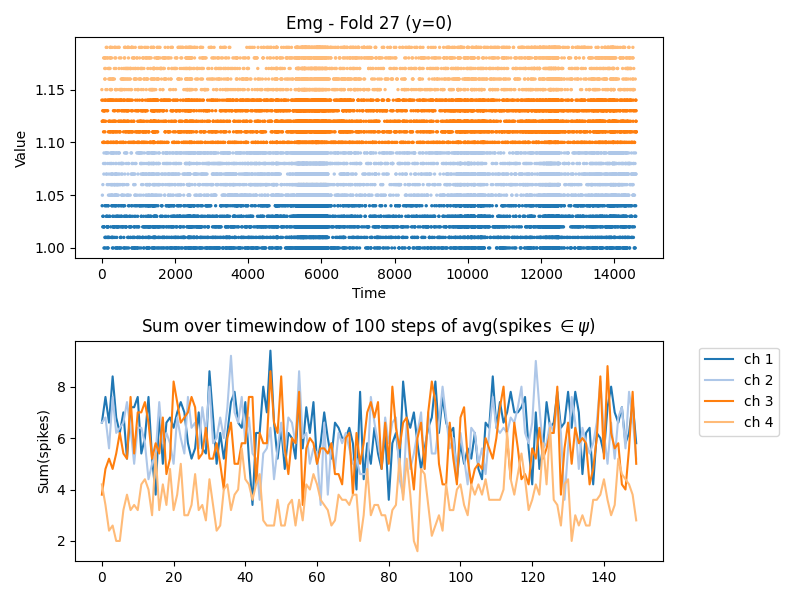 Emg - Fold 27 (y=0)
Value
1.15
1.10
1.05
1.00
0 2000 4000 6000 8000 10000 12000 14000
Time
Sum over timewindow of 100 steps of avg(spikes ∈ψ)
Sum(spikes)
8
6
4
2
0 20 40 60 80 100 120 140
ch 1
ch 2
ch 3
ch 4